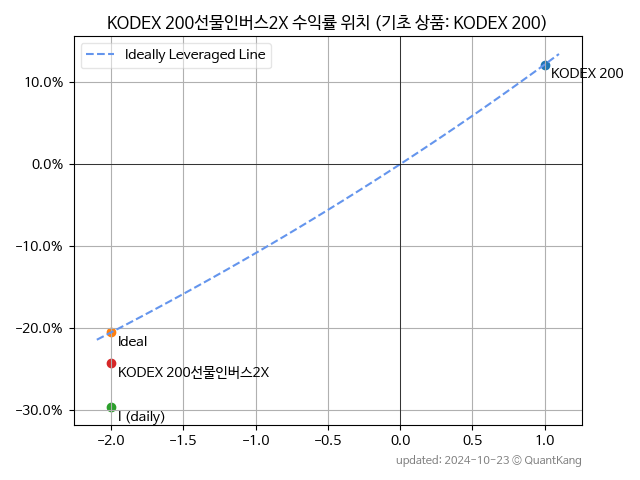 KODEX 200선물인버스2X 수익률 위치 (기초 상품: KODEX 200)
Ideally Leveraged Line
KODEX 200
10.0%
0.0%
−10.0%
−20.0%
−30.0%
Ideal
KODEX 200선물인버스2X
I (daily)
−2.0 −1.5 −1.0 −0.5 0.0 0.5 1.0
updated: 2024-10-23 © QuantKang